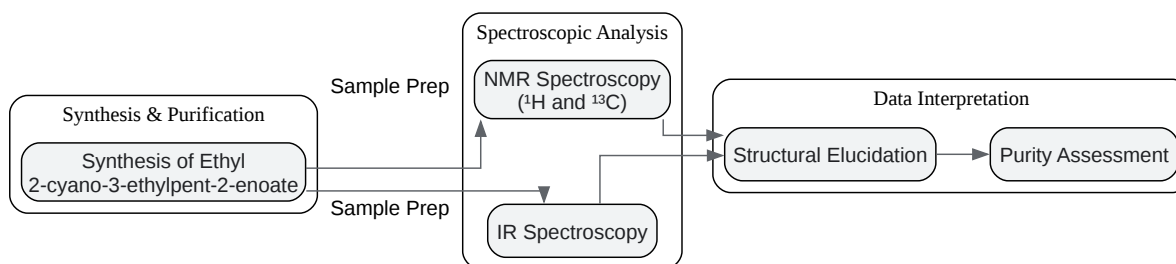 Synthesis & Purification
Synthesis of Ethyl
2-cyano-3-ethylpent-2-enoate
Sample Prep
Sample Prep
Spectroscopic Analysis
NMR Spectroscopy
(¹H and ¹³C)
IR Spectroscopy
Data Interpretation
Structural Elucidation
Purity Assessment